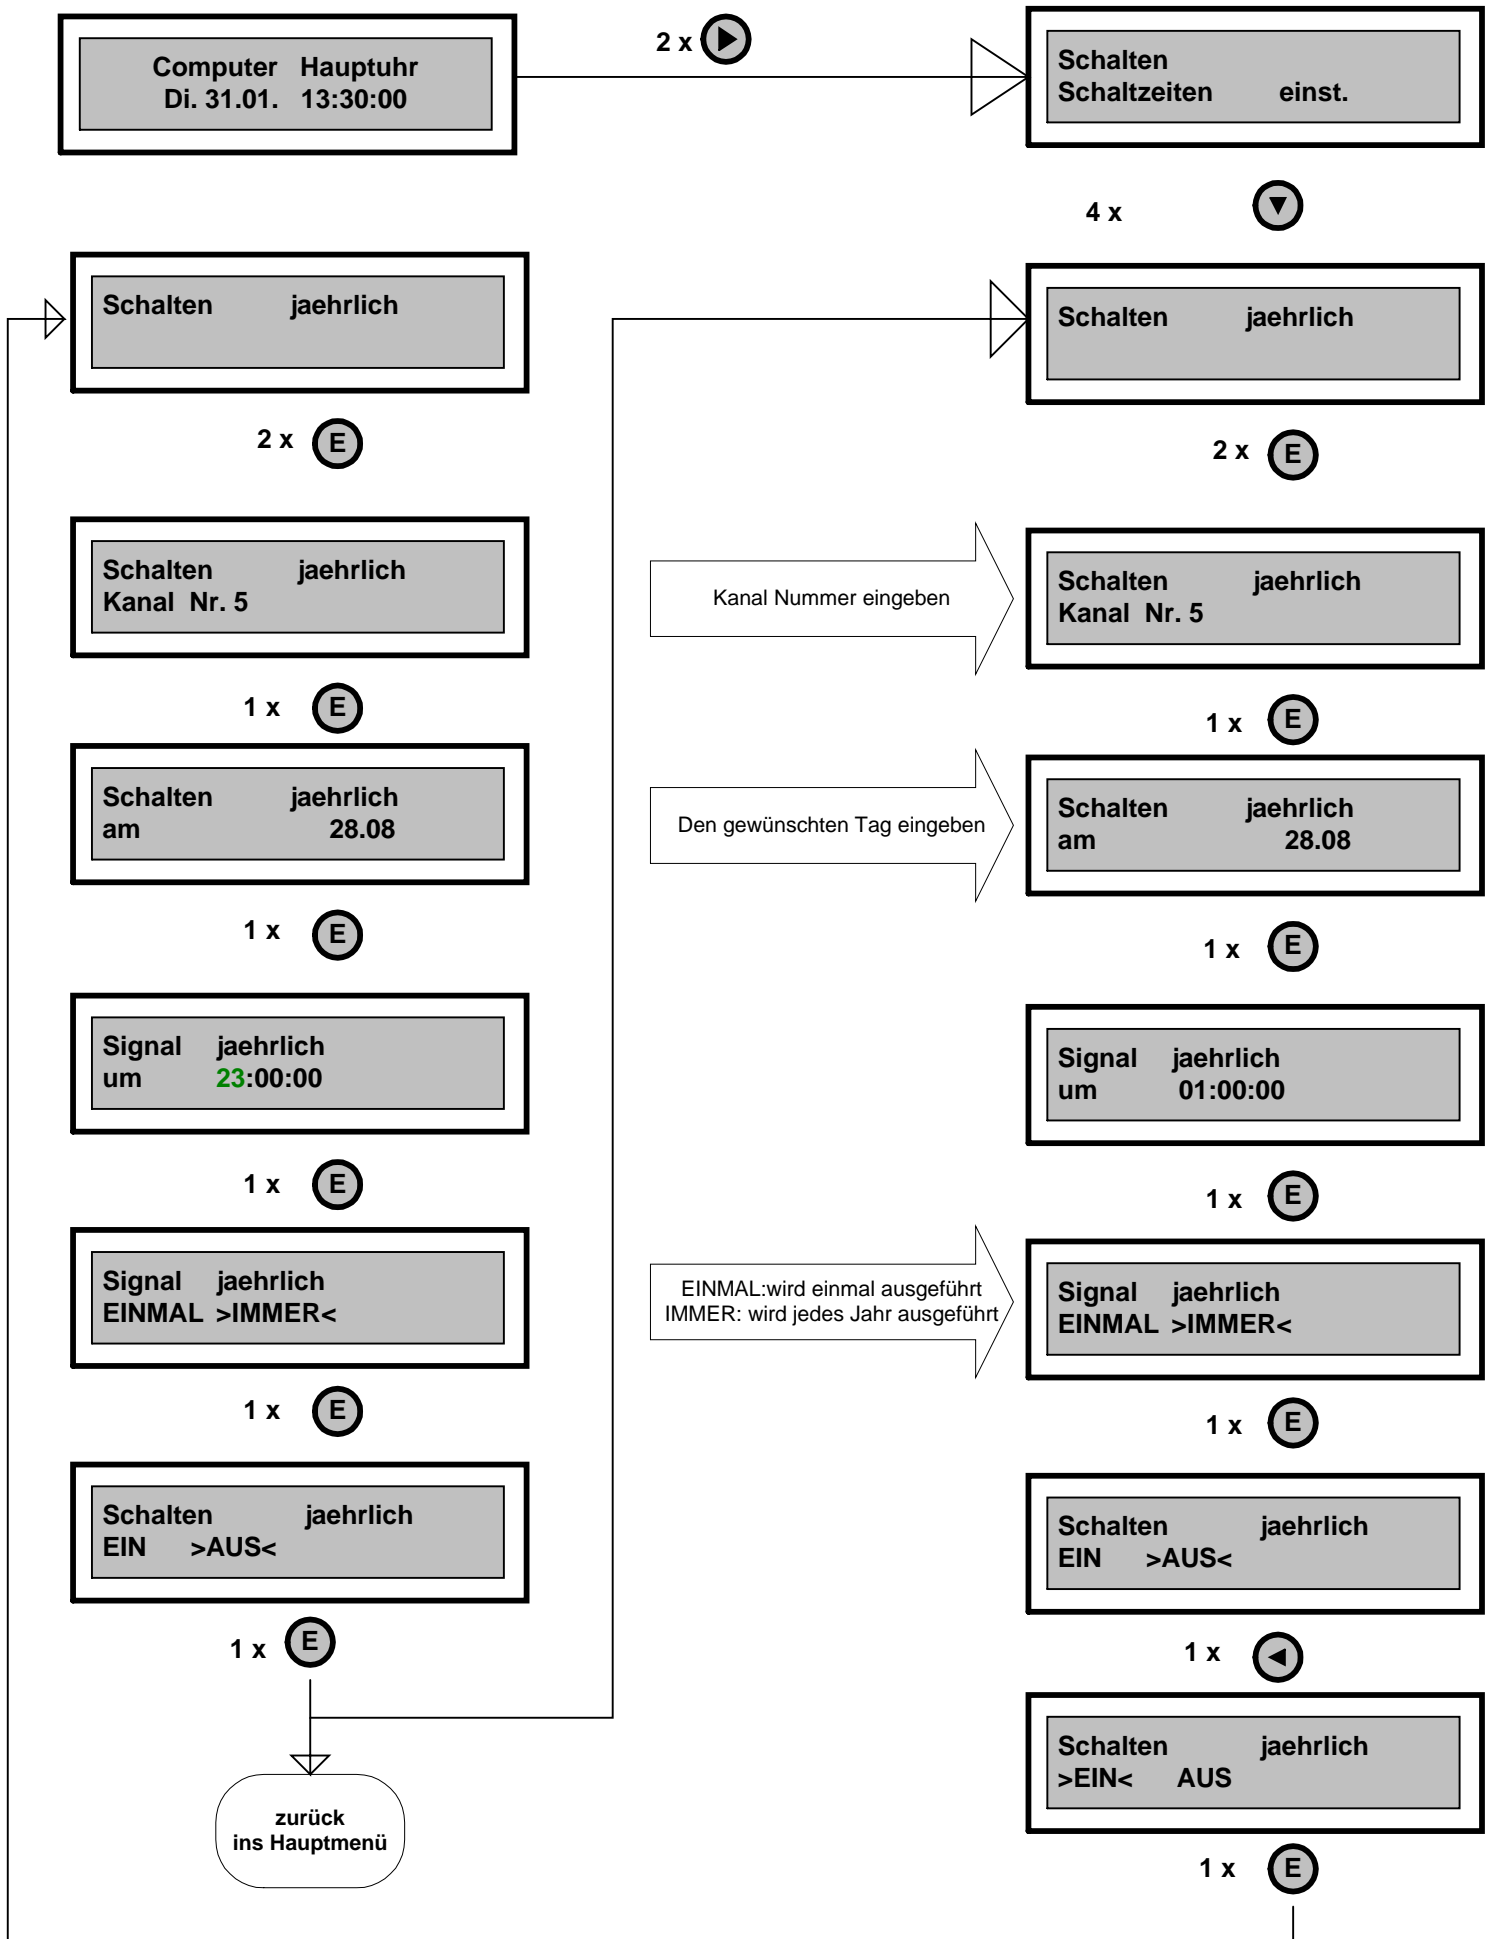 Computer Hauptuhr
Di. 31.01. 13:30:00
2 x
Schalten
Schaltzeiten einst.
4 x
Schalten jaehrlich
2 x E
Kanal Nummer eingeben
Schalten jaehrlich
Kanal Nr. 5
1 x E
Den gewünschten Tag eingeben
Schalten jaehrlich
am 28.08
1 x E
Signal jaehrlich
um 01:00:00
1 x E
EINMAL:wird einmal ausgeführt
IMMER: wird jedes Jahr ausgeführt
Signal jaehrlich
EINMAL >IMMER<
1 x E
Schalten jaehrlich
EIN >AUS<
1 x
Schalten jaehrlich
>EIN< AUS
1 x E
Schalten jaehrlich
2 x E
Schalten jaehrlich
Kanal Nr. 5
1 x E
Schalten jaehrlich
am 28.08
1 x E
Signal jaehrlich
um 23:00:00
1 x E
Signal jaehrlich
EINMAL >IMMER<
1 x E
Schalten jaehrlich
EIN >AUS<
1 x E
zurück
ins Hauptmenü